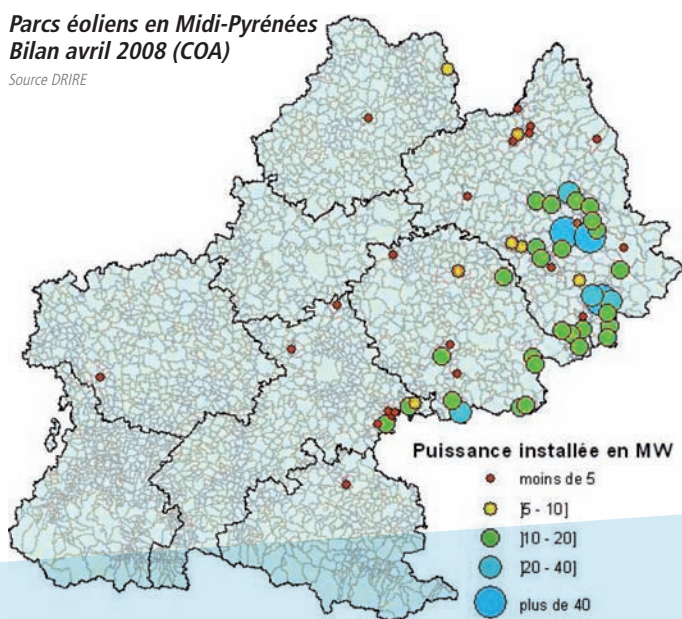 Parcs éoliens en Midi-Pyrénées
Bilan avril 2008 (COA)
Source DRIRE
Puissance installée en MW
moins de 5
]5 - 10]
]10 - 20]
]20 - 40]
plus de 40